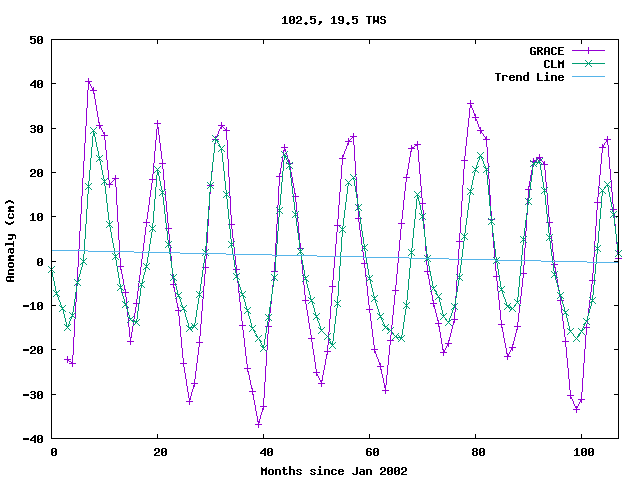 102.5, 19.5 TWS
GRACE
CLM
Trend Line
50
40
30
20
10
0
-10
-20
-30
-40
Anomaly (cm)
0 20 40 60 80 100
Months since Jan 2002